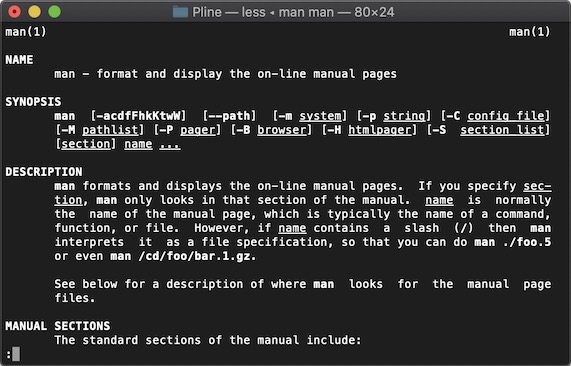 Pline — less ◂ man man — 80×24
man(1) man(1)
NAME
man - format and display the on-line manual pages
SYNOPSIS
man [-acdfFhkKtwW] [--path] [-m system] [-p string] [-C config_file]
[-M pathlist] [-P pager] [-B browser] [-H htmlpager] [-S section_list]
[section] name ...
DESCRIPTION
man formats and displays the on-line manual pages. If you specify sec-
tion, man only looks in that section of the manual. name is normally
the name of the manual page, which is typically the name of a command,
function, or file. However, if name contains a slash (/) then man
interprets it as a file specification, so that you can do man ./foo.5
or even man /cd/foo/bar.1.gz.
See below for a description of where man looks for the manual page
files.
MANUAL SECTIONS
The standard sections of the manual include:
: